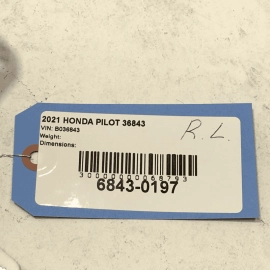 2021 HONDA PILOT 36843
R.L.
VIN: B036843
Weight:
Dimensions:
3000000068793
6843-0197